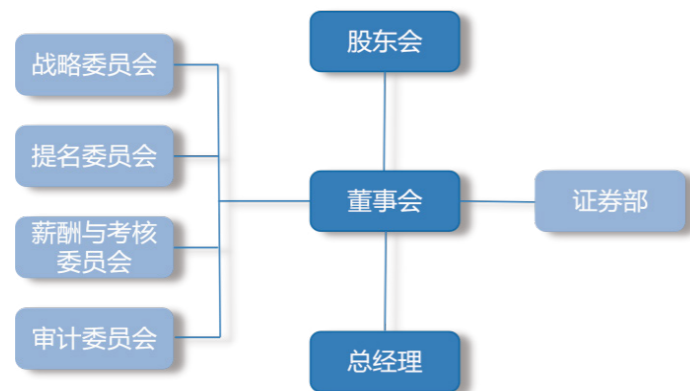 股东会
战略委员会
提名委员会
董事会
证券部
薪酬与考核
委员会
审计委员会
总经理